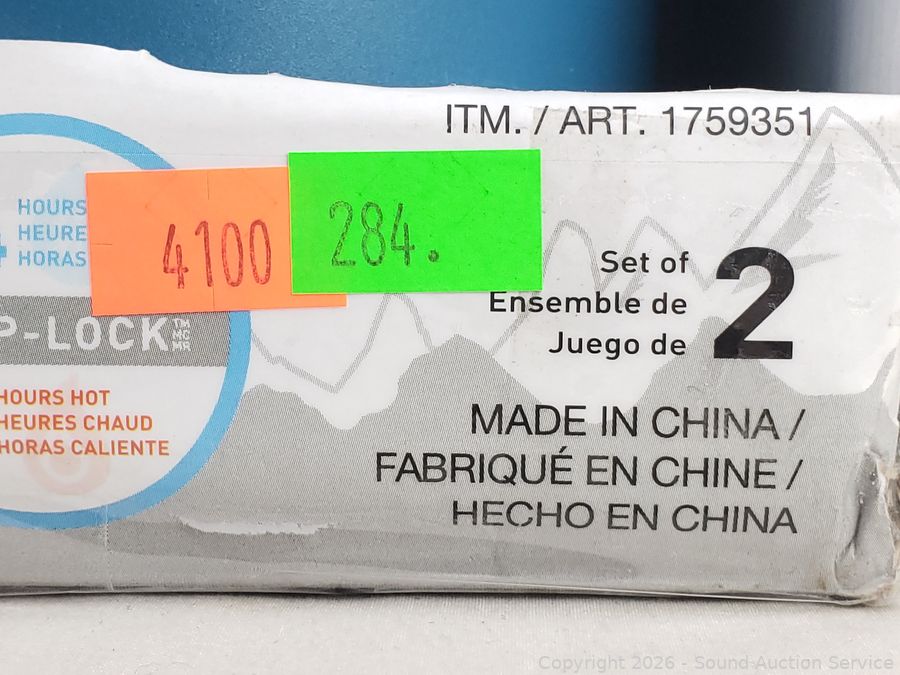 ITM. / ART. 1759351
HOURS
HEURE
HORAS
4100
284.
Set of
Ensemble de
Juego de
2
P-LOCK
HOURS HOT
HEURES CHAUD
HORAS CALIENTE
MADE IN CHINA /
FABRIQUÉ EN CHINE /
HECHO EN CHINA
Copyright 2026 - Sound Auction Service